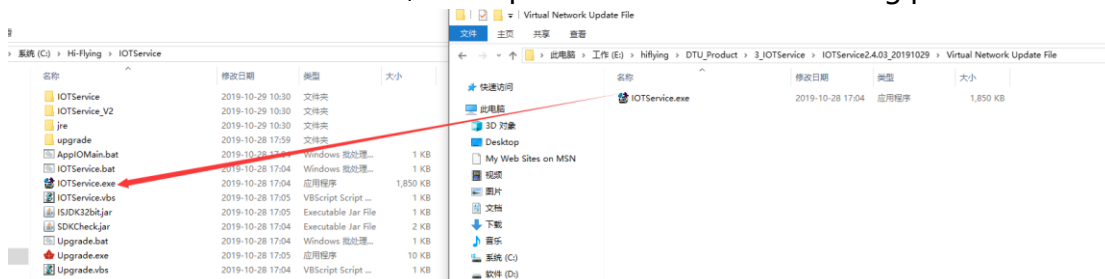 Virtual Network Update File
文件 主页 共享 查看
系统 (C:) › Hi-Flying › IOTService
此电脑 › 工作 (E:) › hiflying › DTU_Product › 3_IOTService › IOTService2.4.03_20191029 › Virtual Network Update File
名称 修改日期 类型 大小
IOTService 2019-10-29 10:30 文件夹
IOTService_V2 2019-10-29 10:30 文件夹
jre 2019-10-29 10:30 文件夹
upgrade 2019-10-28 17:59 文件夹
AppIOMain.bat 2019-10-28 17:04 Windows 批处理... 1 KB
IOTService.bat 2019-10-28 17:04 Windows 批处理... 1 KB
IOTService.exe 2019-10-28 17:04 应用程序 1,850 KB
IOTService.vbs 2019-10-28 17:05 VBScript Script ... 1 KB
ISJDK32bit.jar 2019-10-28 17:05 Executable Jar File 1 KB
SDKCheck.jar 2019-10-28 17:04 Executable Jar File 2 KB
Upgrade.bat 2019-10-28 17:04 Windows 批处理... 1 KB
Upgrade.exe 2019-10-28 17:05 应用程序 10 KB
Upgrade.vbs 2019-10-28 17:04 VBScript Script ... 1 KB
快速访问
此电脑
3D 对象
Desktop
My Web Sites on MSN
视频
图片
文档
下载
音乐
系统 (C:)
软件 (D:)
名称 修改日期 类型 大小
IOTService.exe 2019-10-28 17:04 应用程序 1,850 KB